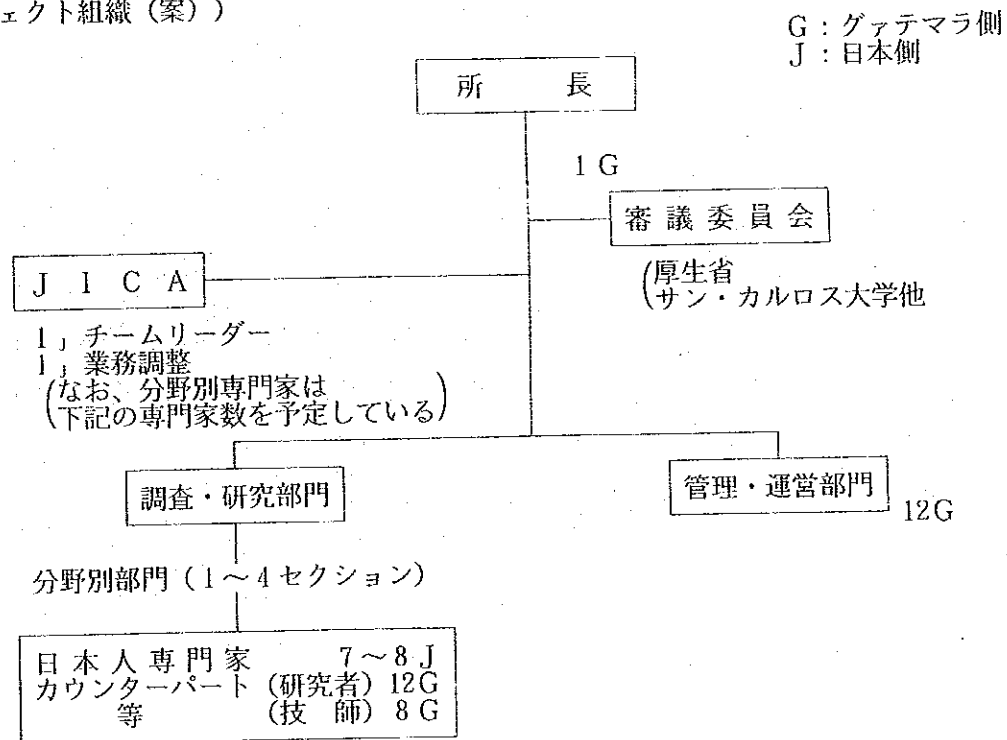 ェクト組織（案））
G：グァテマラ側
J：日本側
所　　長
1 G
審 議 委 員 会
(厚生省
(サン・カルロス大学他
J I C A
1J チームリーダー
1J 業務調整
(なお、分野別専門家は
下記の専門家数を予定している)
調査・研究部門
管理・運営部門
12G
分野別部門（1～4セクション）
日 本 人 専 門 家　　7～8 J
カウンターパート (研究者) 12G
等　　(技　師) 8 G